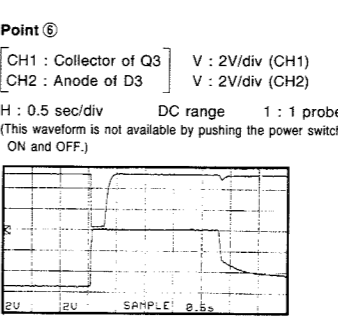 Point ⑥
CH1 : Collector of Q3 V : 2V/div (CH1)
CH2 : Anode of D3 V : 2V/div (CH2)
H : 0.5 sec/div DC range 1 : 1 probe
(This waveform is not available by pushing the power switch
ON and OFF.)
2V 2V SAMPLE 0.5s